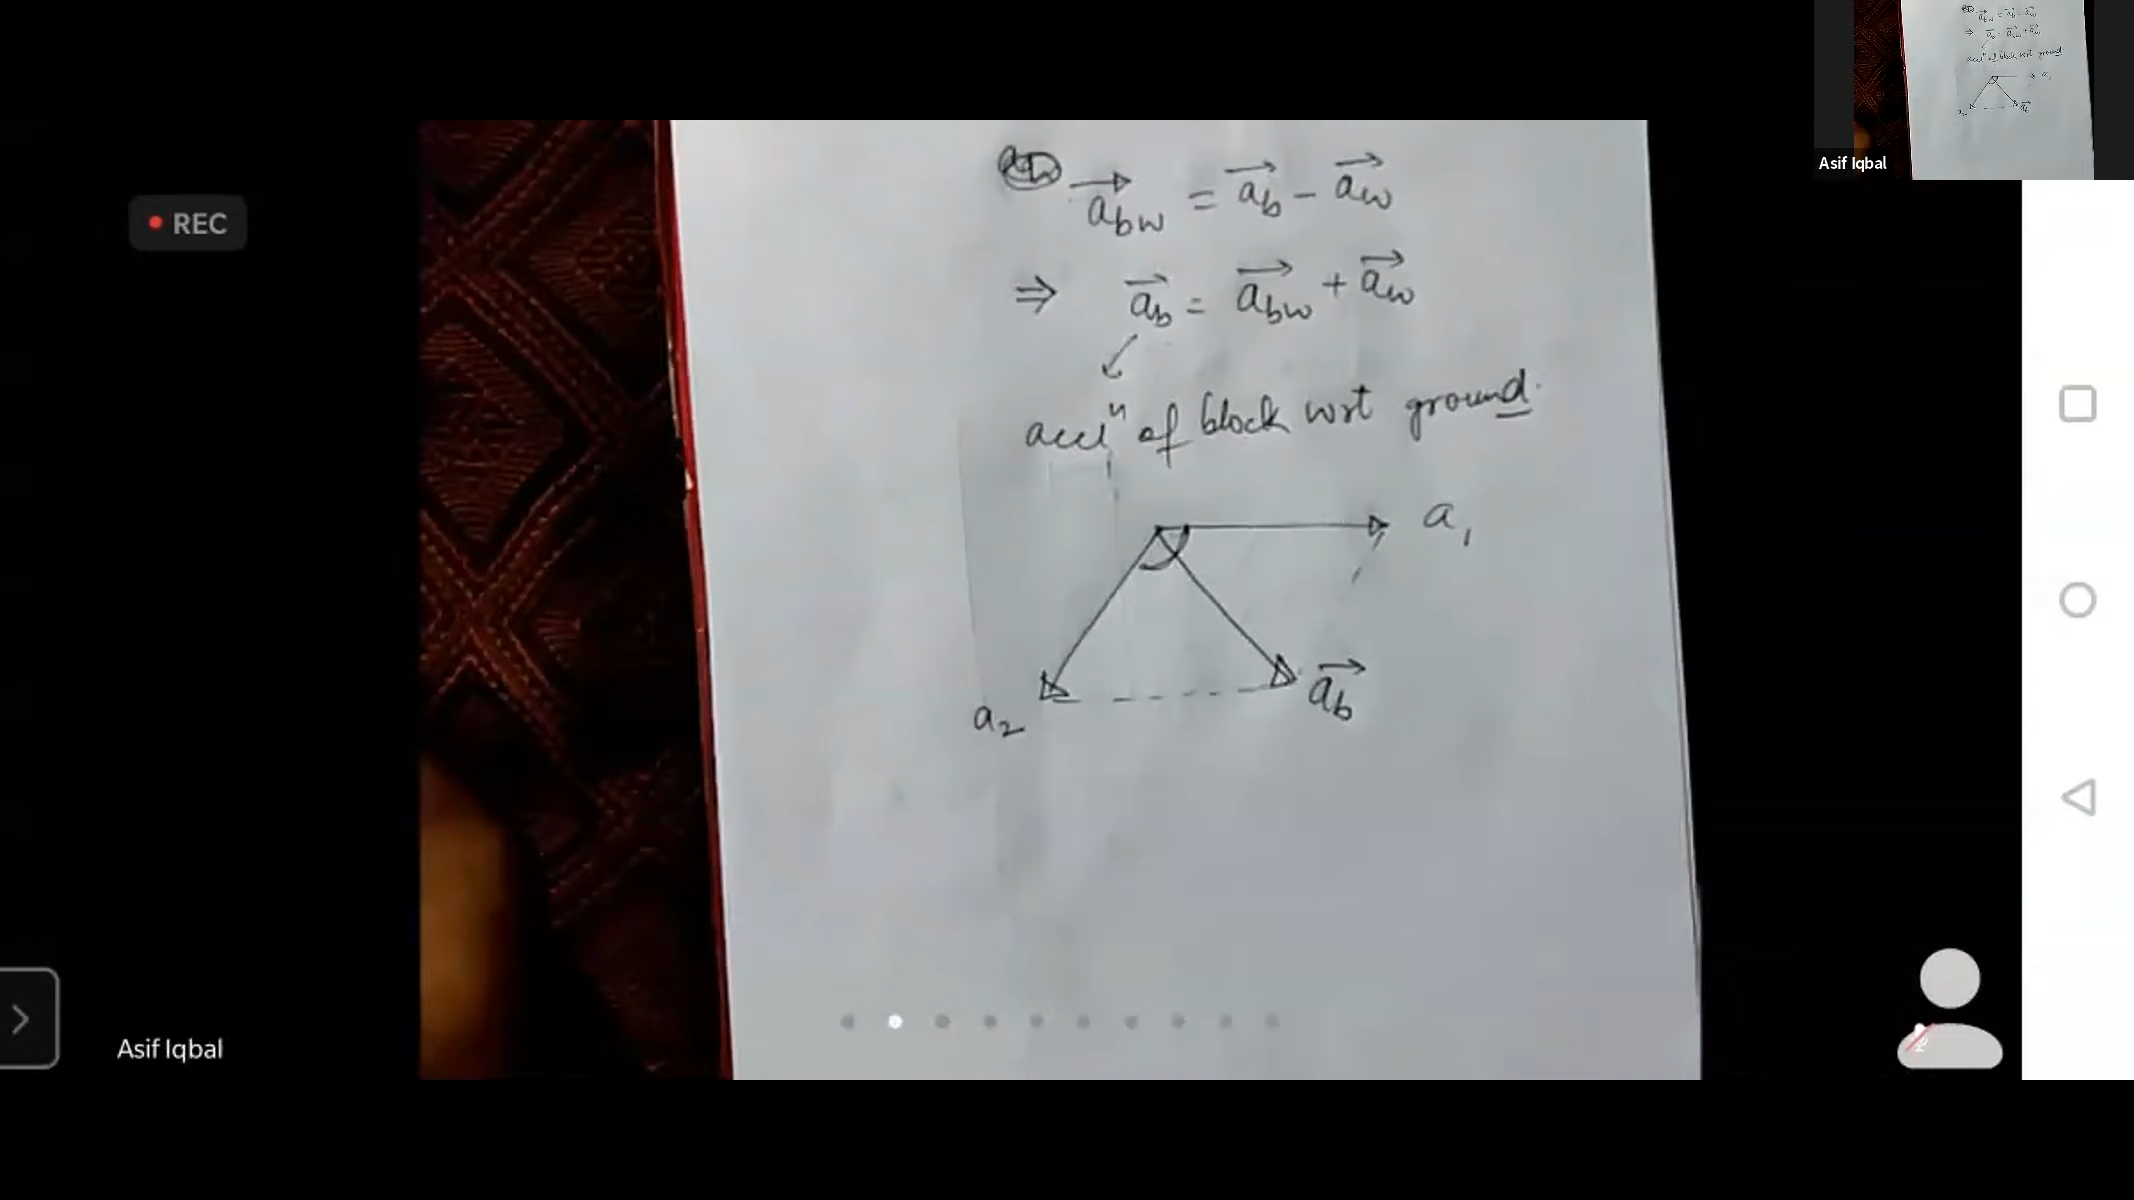 a⃗bw = a⃗b - a⃗w
⇒ a⃗b = a⃗bw + a⃗w
accⁿ of block wrt ground.
a₁
a₂
a⃗b
REC
Asif Iqbal
Asif Iqbal